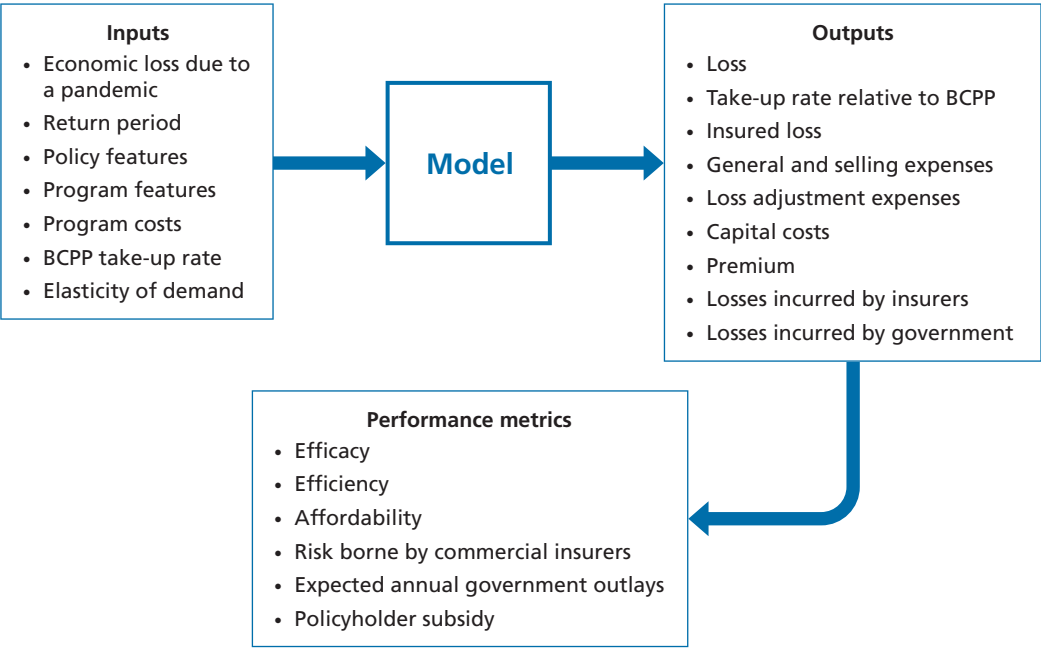 Inputs
• Economic loss due to
a pandemic
• Return period
• Policy features
• Program features
• Program costs
• BCPP take-up rate
• Elasticity of demand
Model
Outputs
• Loss
• Take-up rate relative to BCPP
• Insured loss
• General and selling expenses
• Loss adjustment expenses
• Capital costs
• Premium
• Losses incurred by insurers
• Losses incurred by government
Performance metrics
• Efficacy
• Efficiency
• Affordability
• Risk borne by commercial insurers
• Expected annual government outlays
• Policyholder subsidy